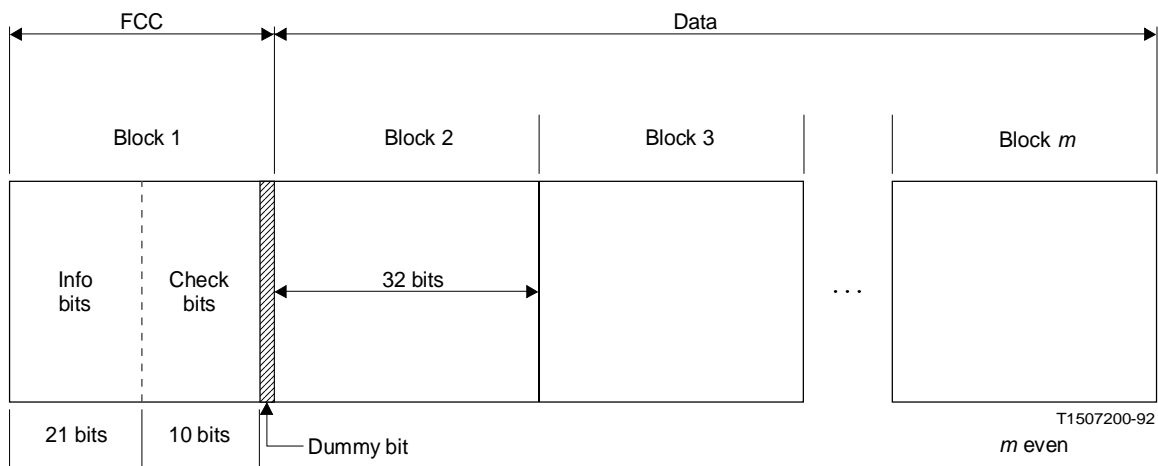 FCC
Data
Block 1
Block 2
Block 3
Block m
Info
bits
Check
bits
32 bits
. . .
T1507200-92
21 bits
10 bits
Dummy bit
m even